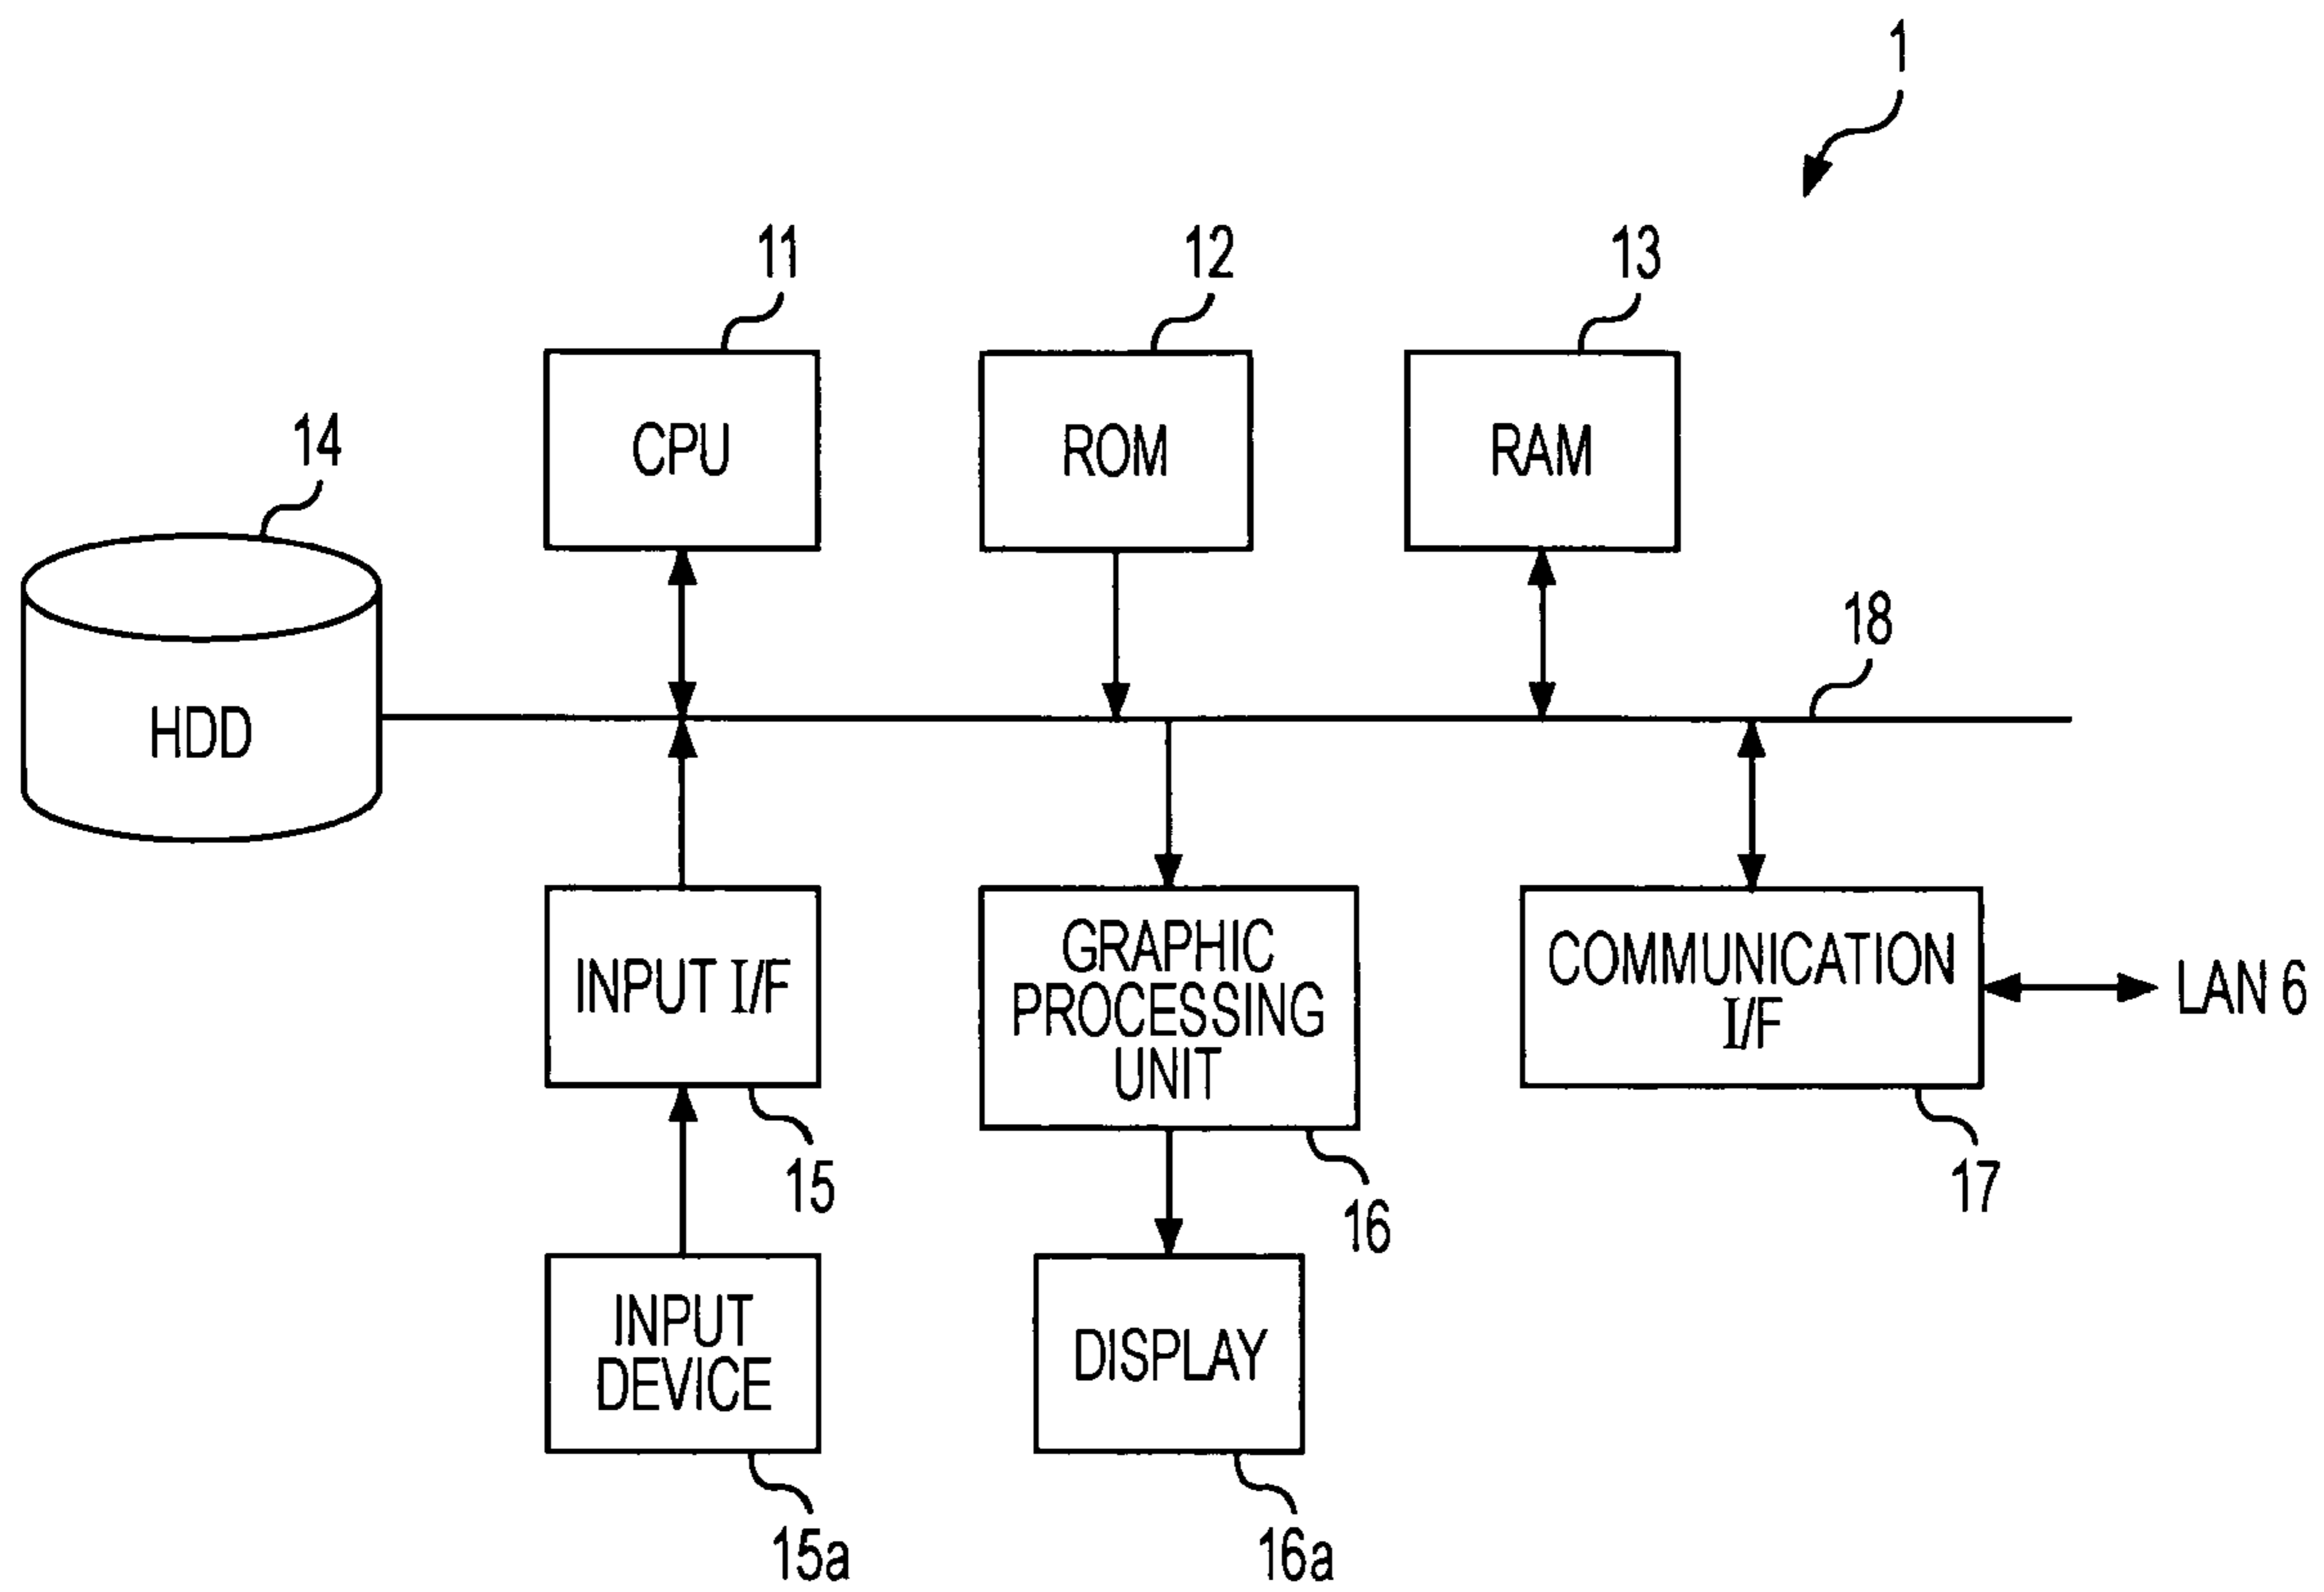 1
11
12
13
14
CPU
ROM
RAM
18
HDD
INPUT I/F
GRAPHIC
PROCESSING
UNIT
COMMUNICATION
I/F
LAN 6
15
16
17
INPUT
DEVICE
DISPLAY
15a
16a